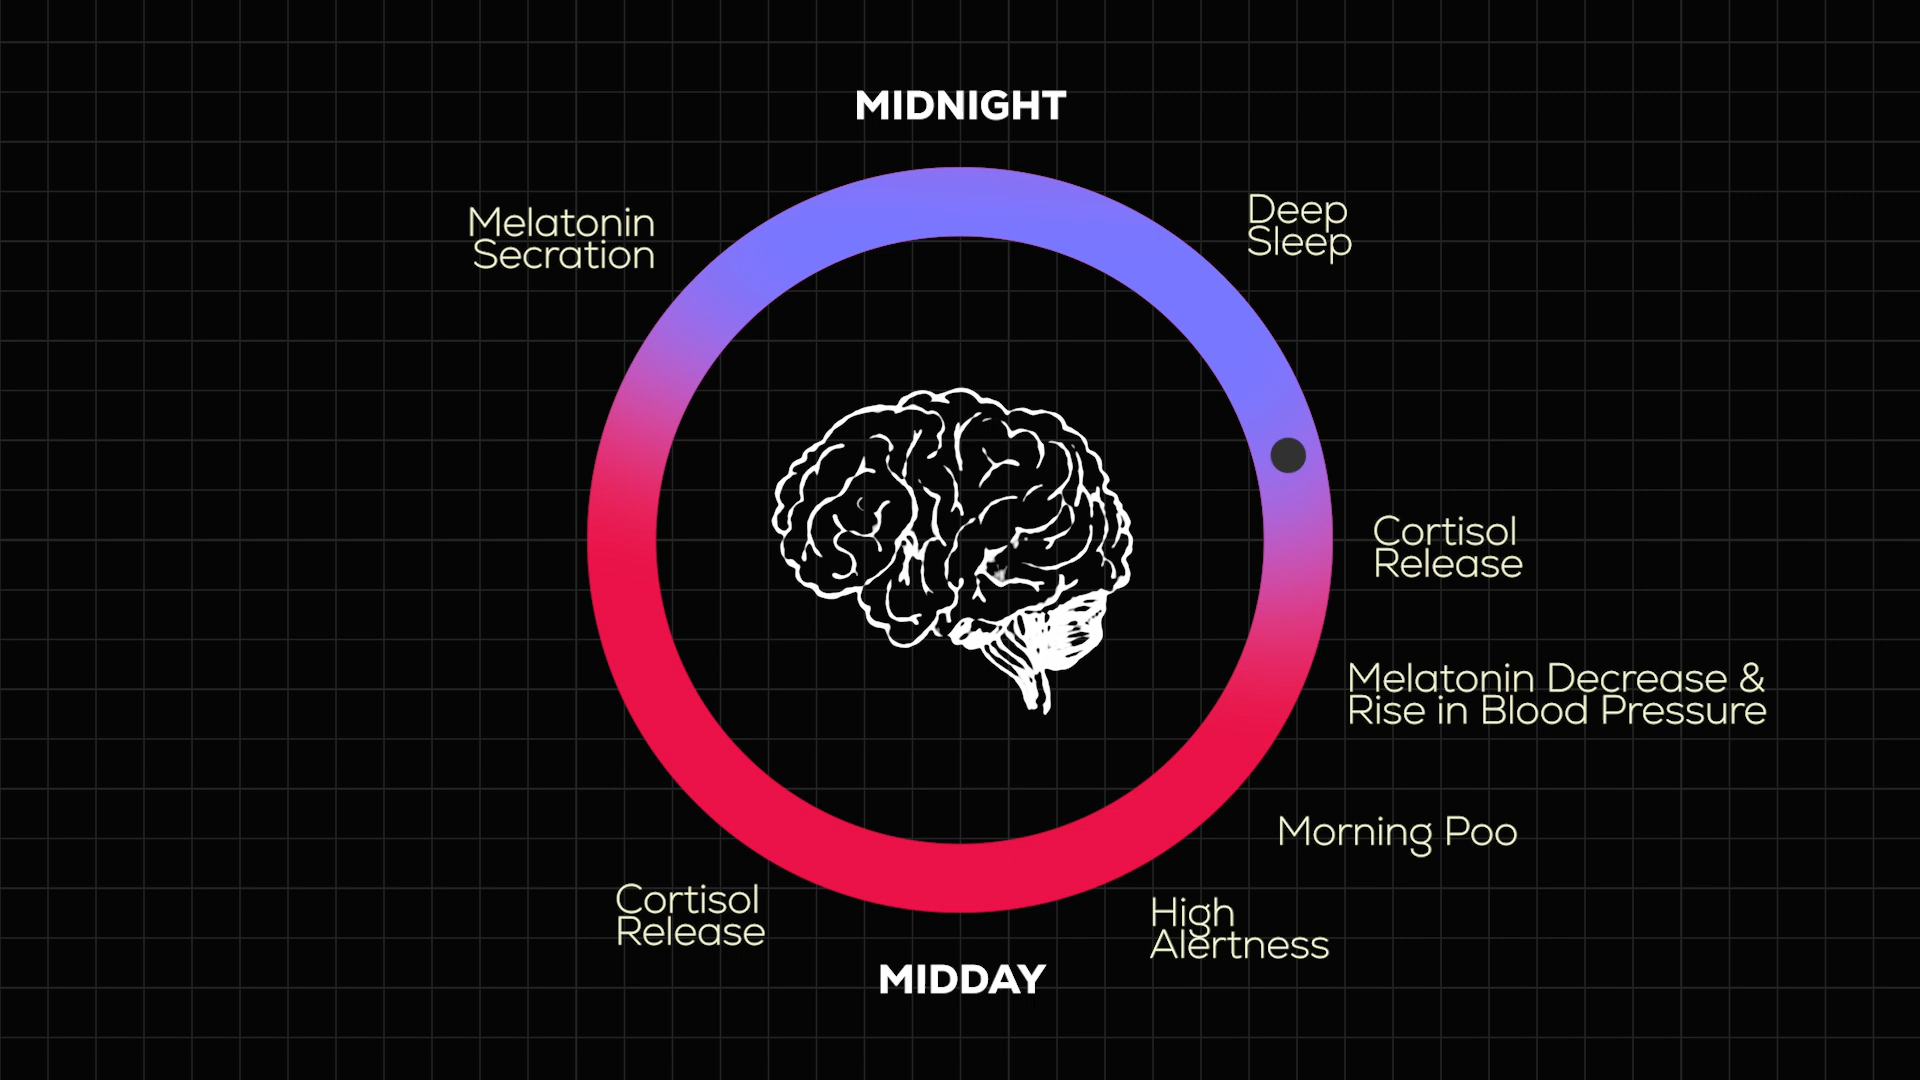 MIDNIGHT
Melatonin
Secration
Deep
Sleep
Cortisol
Release
Melatonin Decrease &
Rise in Blood Pressure
Morning Poo
High
Alertness
Cortisol
Release
MIDDAY